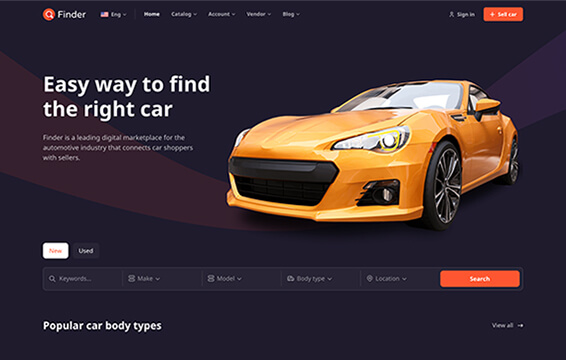 Finder
Eng
Home
Catalog
Account
Vendor
Blog
Sign in
+ Sell car
Easy way to find
the right car
Finder is a leading digital marketplace for the
automotive industry that connects car shoppers
with sellers.
New
Used
Keywords...
Make
Model
Body type
Location
Search
Popular car body types
View all →